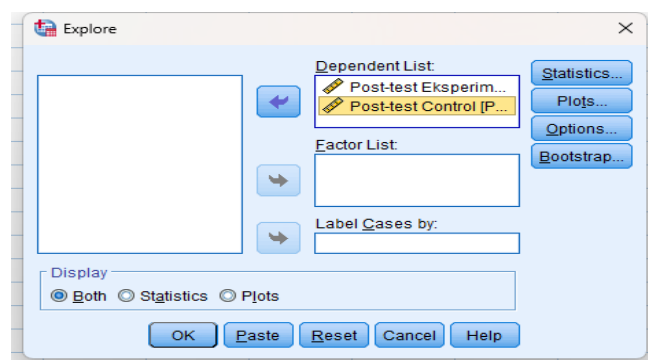 Explore
Dependent List:
Post-test Eksperim...
Post-test Control [P...
Factor List:
Label Cases by:
Statistics...
Plots...
Options...
Bootstrap...
Display
Both Statistics Plots
OK Paste Reset Cancel Help